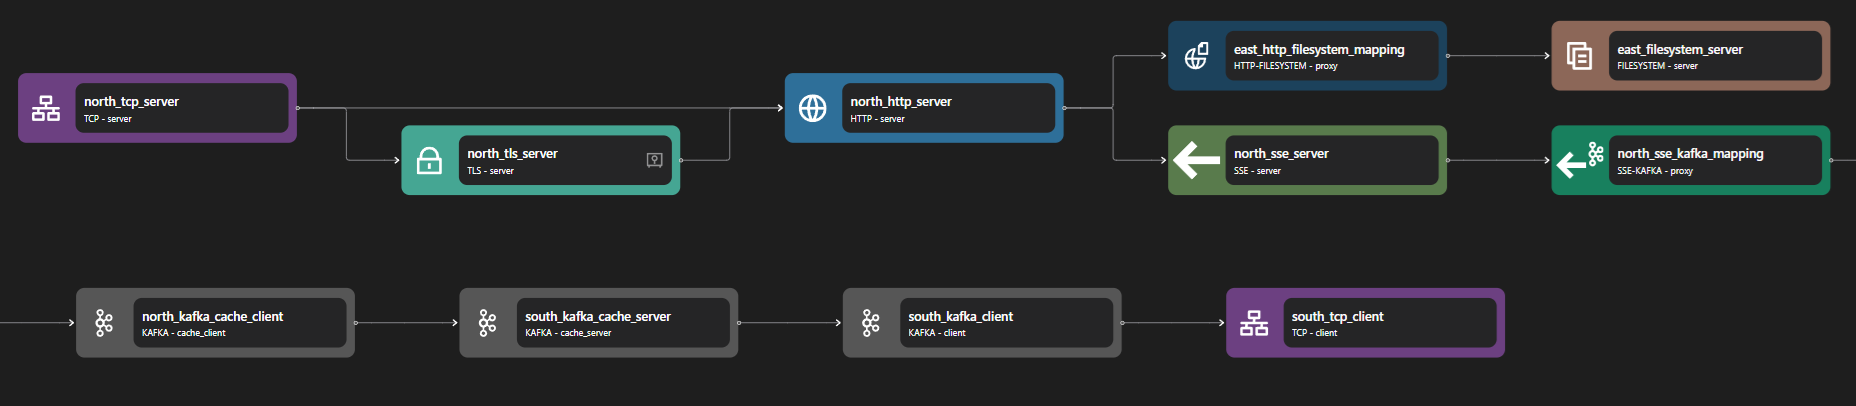 north_tcp_server
TCP - server
north_tls_server
TLS - server
north_http_server
HTTP - server
east_http_filesystem_mapping
HTTP-FILESYSTEM - proxy
east_filesystem_server
FILESYSTEM - server
north_sse_server
SSE - server
north_sse_kafka_mapping
SSE-KAFKA - proxy
north_kafka_cache_client
KAFKA - cache_client
south_kafka_cache_server
KAFKA - cache_server
south_kafka_client
KAFKA - client
south_tcp_client
TCP - client